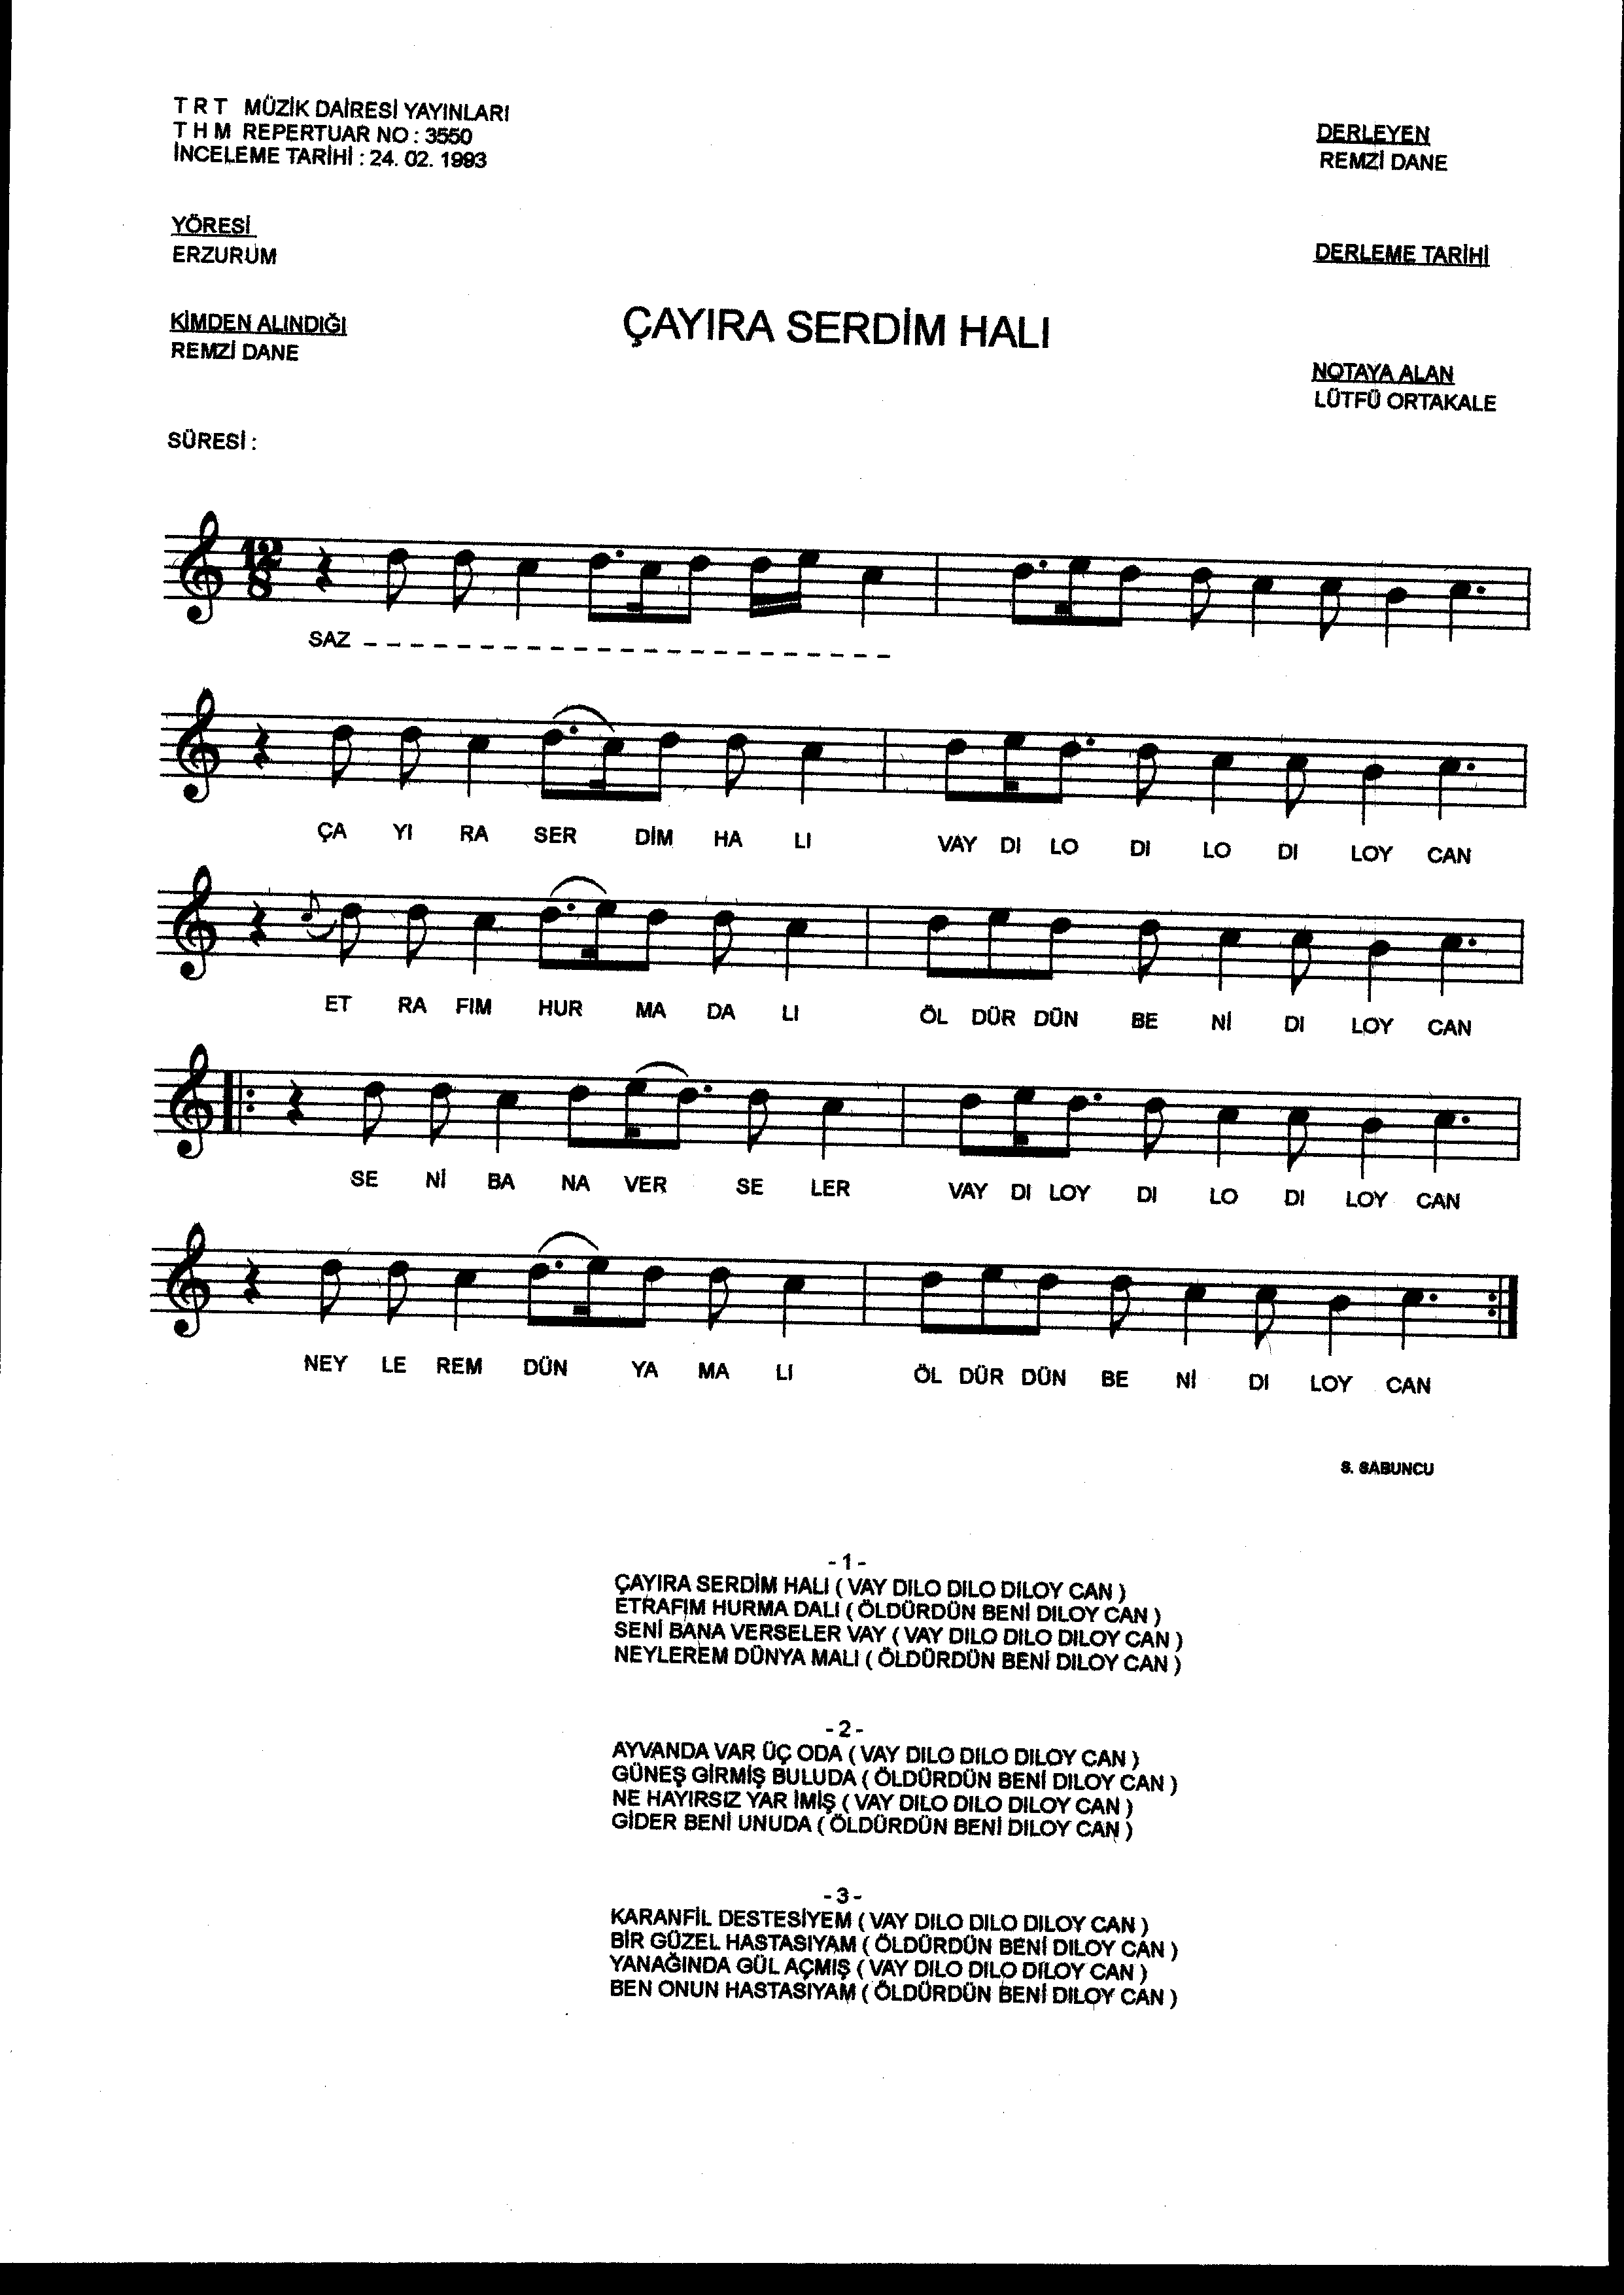 T R T MÜZİK DAİRESİ YAYINLARI
T H M REPERTUAR NO : 3550
İNCELEME TARİHİ : 24. 02. 1993
DERLEYEN
REMZİ DANE
YÖRESİ
ERZURUM
DERLEME TARİHİ
KİMDEN ALINDIĞI
REMZİ DANE
ÇAYIRA SERDİM HALI
NOTAYA ALAN
LÜTFÜ ORTAKALE
SÜRESİ :
12
8
SAZ
ÇA YI RA SER DİM HA LI VAY DI LO DI LO DI LOY CAN
ET RA FIM HUR MA DA LI ÖL DÜR DÜN BE Nİ DI LOY CAN
SE Nİ BA NA VER SE LER VAY DI LOY DI LO DI LOY CAN
NEY LE REM DÜN YA MA LI ÖL DÜR DÜN BE Nİ DI LOY CAN
S. SABUNCU
- 1 -
ÇAYIRA SERDİM HALI ( VAY DILO DILO DILOY CAN )
ETRAFIM HURMA DALI ( ÖLDÜRDÜN BENİ DILOY CAN )
SENİ BANA VERSELER VAY ( VAY DILO DILO DILOY CAN )
NEYLEREM DÜNYA MALI ( ÖLDÜRDÜN BENİ DILOY CAN )
- 2 -
AYVANDA VAR ÜÇ ODA ( VAY DILO DILO DILOY CAN )
GÜNEŞ GİRMİŞ BULUDA ( ÖLDÜRDÜN BENİ DILOY CAN )
NE HAYIRSIZ YAR İMİŞ ( VAY DILO DILO DILOY CAN )
GİDER BENİ UNUDA ( ÖLDÜRDÜN BENİ DILOY CAN )
- 3 -
KARANFİL DESTESİYEM ( VAY DILO DILO DILOY CAN )
BİR GÜZEL HASTASIYAM ( ÖLDÜRDÜN BENİ DILOY CAN )
YANAĞINDA GÜL AÇMIŞ ( VAY DILO DILO DILOY CAN )
BEN ONUN HASTASIYAM ( ÖLDÜRDÜN BENİ DILOY CAN )